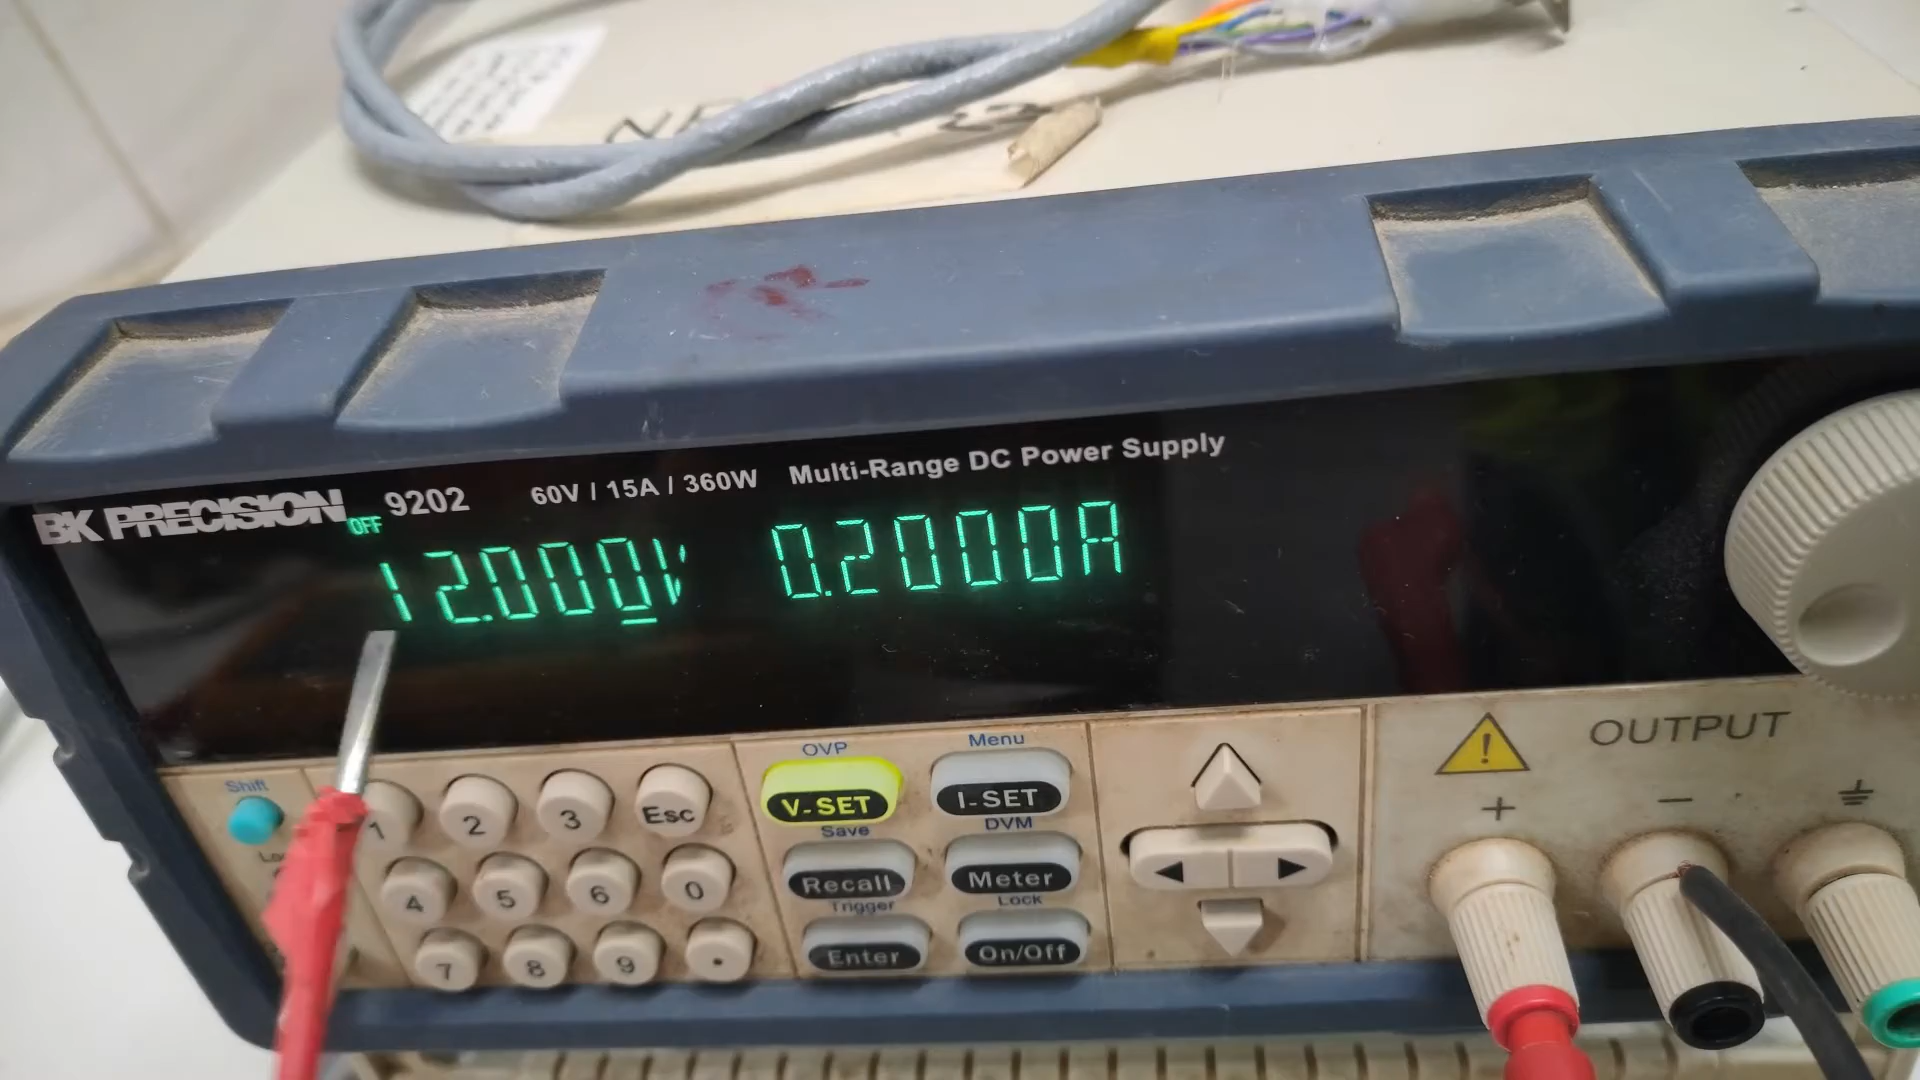 BK PRECISION 9202 60V / 15A / 360W Multi-Range DC Power Supply
OFF
12.000V 0.2000A
OUTPUT
Shift
OVP
Menu
1 2 3 Esc
V-SET I-SET
+ −
Save DVM
4 5 6 0
Recall Meter
Trigger Lock
7 8 9 .
Enter On/Off